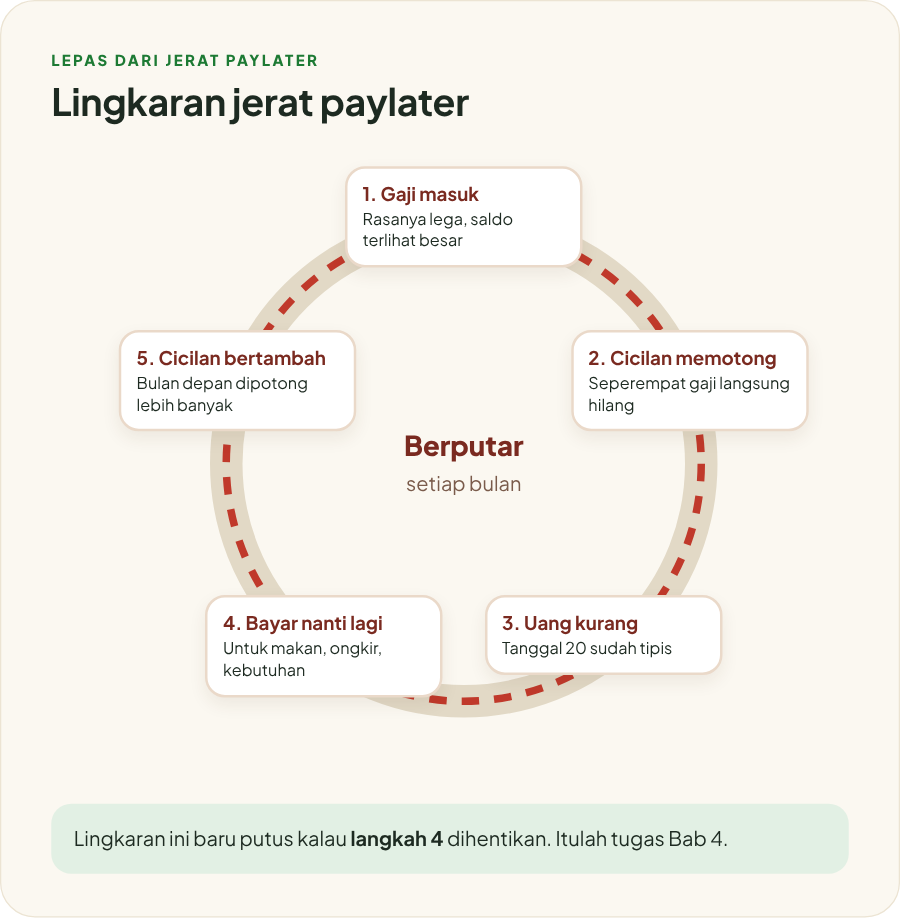 LEPAS DARI JERAT PAYLATER
Lingkaran jerat paylater
1. Gaji masuk
Rasanya lega, saldo
terlihat besar
2. Cicilan memotong
Seperempat gaji langsung
hilang
3. Uang kurang
Tanggal 20 sudah tipis
4. Bayar nanti lagi
Untuk makan, ongkir,
kebutuhan
5. Cicilan bertambah
Bulan depan dipotong
lebih banyak
Berputar
setiap bulan
Lingkaran ini baru putus kalau langkah 4 dihentikan. Itulah tugas Bab 4.